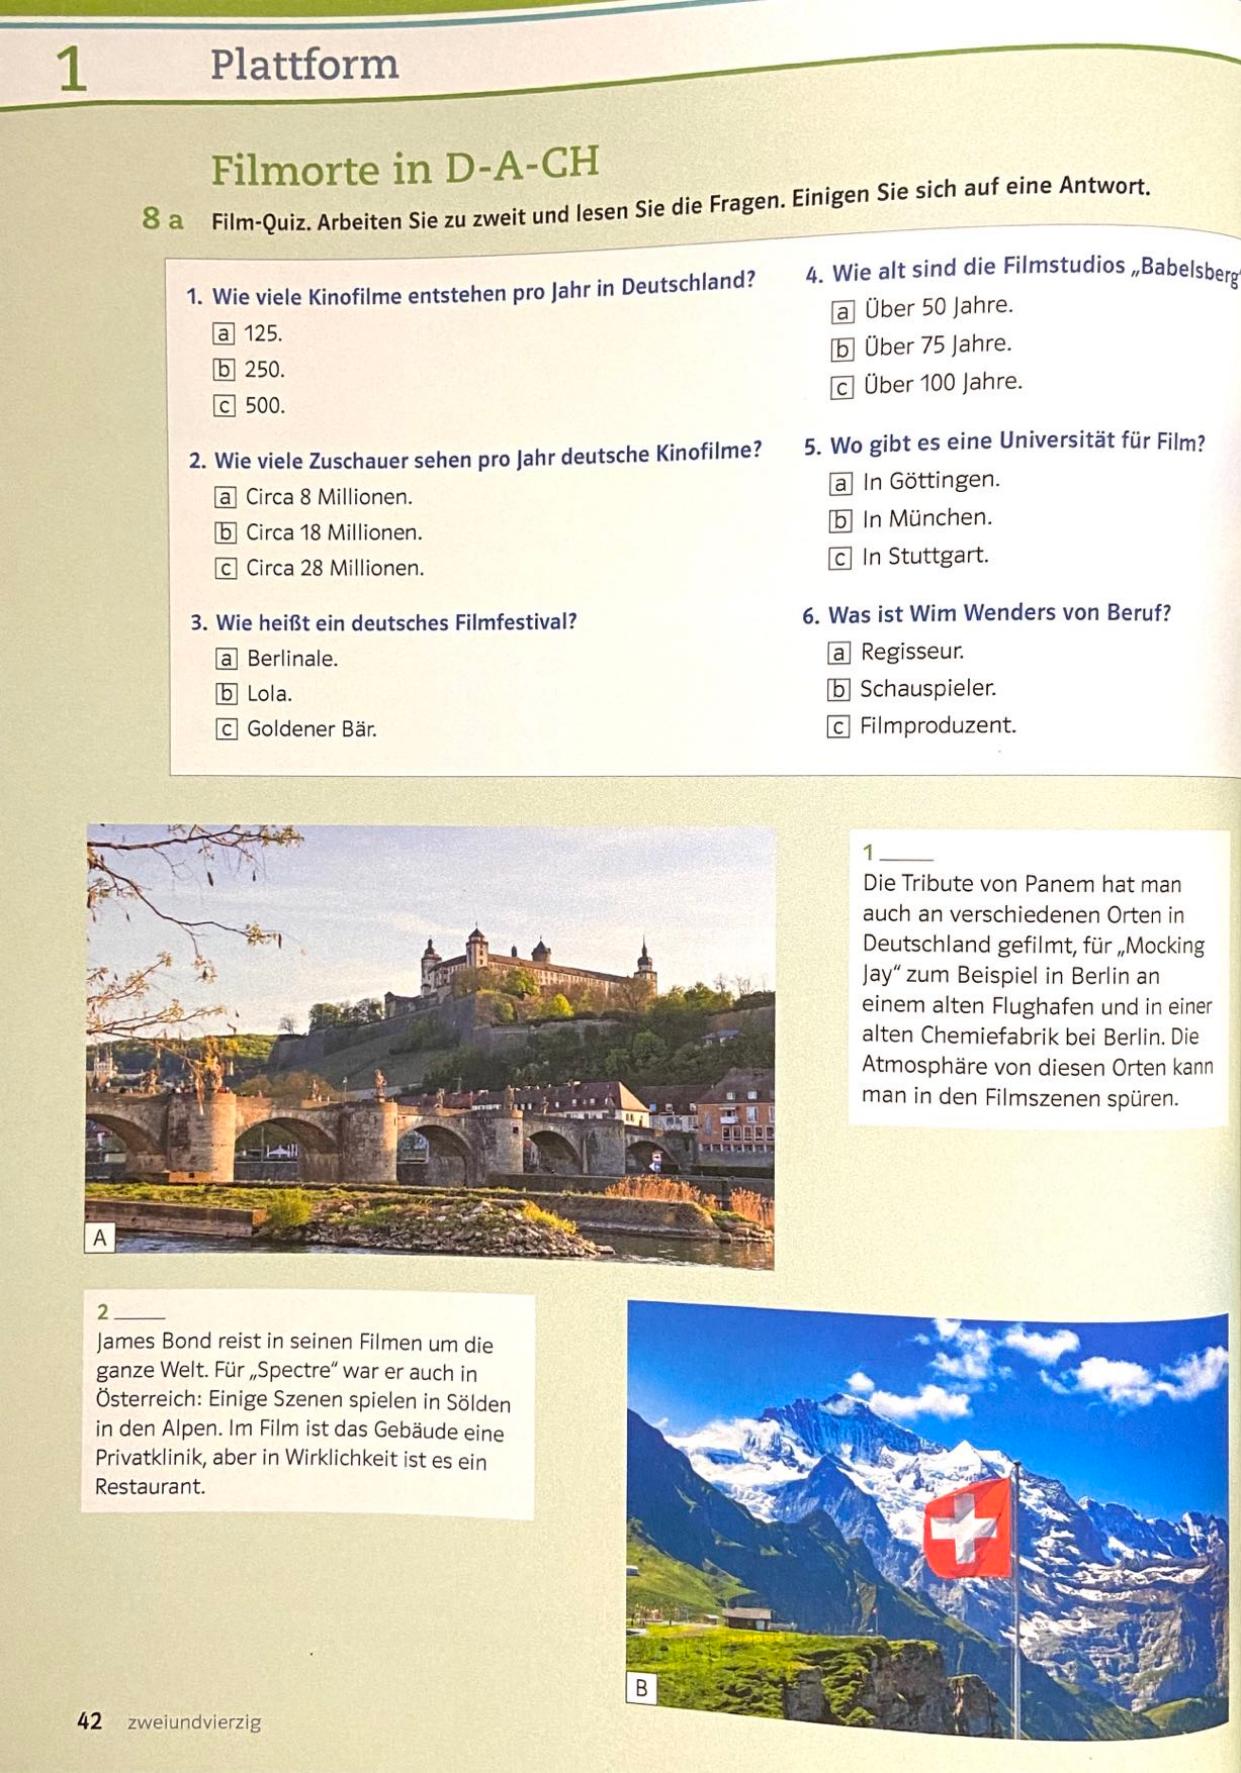 1 Plattform
Filmorte in D-A-CH
8 a Film-Quiz. Arbeiten Sie zu zweit und lesen Sie die Fragen. Einigen Sie sich auf eine Antwort.
1. Wie viele Kinofilme entstehen pro Jahr in Deutschland?
a 125.
b 250.
c 500.
2. Wie viele Zuschauer sehen pro Jahr deutsche Kinofilme?
a Circa 8 Millionen.
b Circa 18 Millionen.
c Circa 28 Millionen.
3. Wie heißt ein deutsches Filmfestival?
a Berlinale.
b Lola.
c Goldener Bär.
4. Wie alt sind die Filmstudios „Babelsberg“
a Über 50 Jahre.
b Über 75 Jahre.
c Über 100 Jahre.
5. Wo gibt es eine Universität für Film?
a In Göttingen.
b In München.
c In Stuttgart.
6. Was ist Wim Wenders von Beruf?
a Regisseur.
b Schauspieler.
c Filmproduzent.
A
1 ____
Die Tribute von Panem hat man
auch an verschiedenen Orten in
Deutschland gefilmt, für „Mocking
Jay“ zum Beispiel in Berlin an
einem alten Flughafen und in einer
alten Chemiefabrik bei Berlin. Die
Atmosphäre von diesen Orten kann
man in den Filmszenen spüren.
2 ____
James Bond reist in seinen Filmen um die
ganze Welt. Für „Spectre“ war er auch in
Österreich: Einige Szenen spielen in Sölden
in den Alpen. Im Film ist das Gebäude eine
Privatklinik, aber in Wirklichkeit ist es ein
Restaurant.
B
42 zweiundvierzig